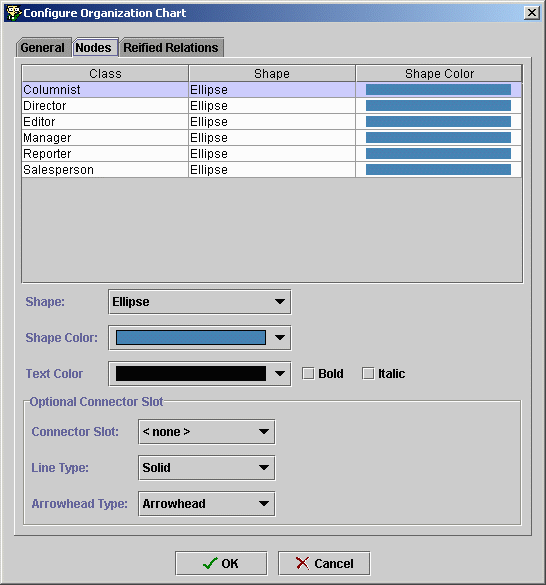 Configure Organization Chart
General Nodes Reified Relations
Class Shape Shape Color
Columnist Ellipse
Director Ellipse
Editor Ellipse
Manager Ellipse
Reporter Ellipse
Salesperson Ellipse
Shape: Ellipse
Shape Color:
Text Color Bold Italic
Optional Connector Slot
Connector Slot: < none >
Line Type: Solid
Arrowhead Type: Arrowhead
OK Cancel